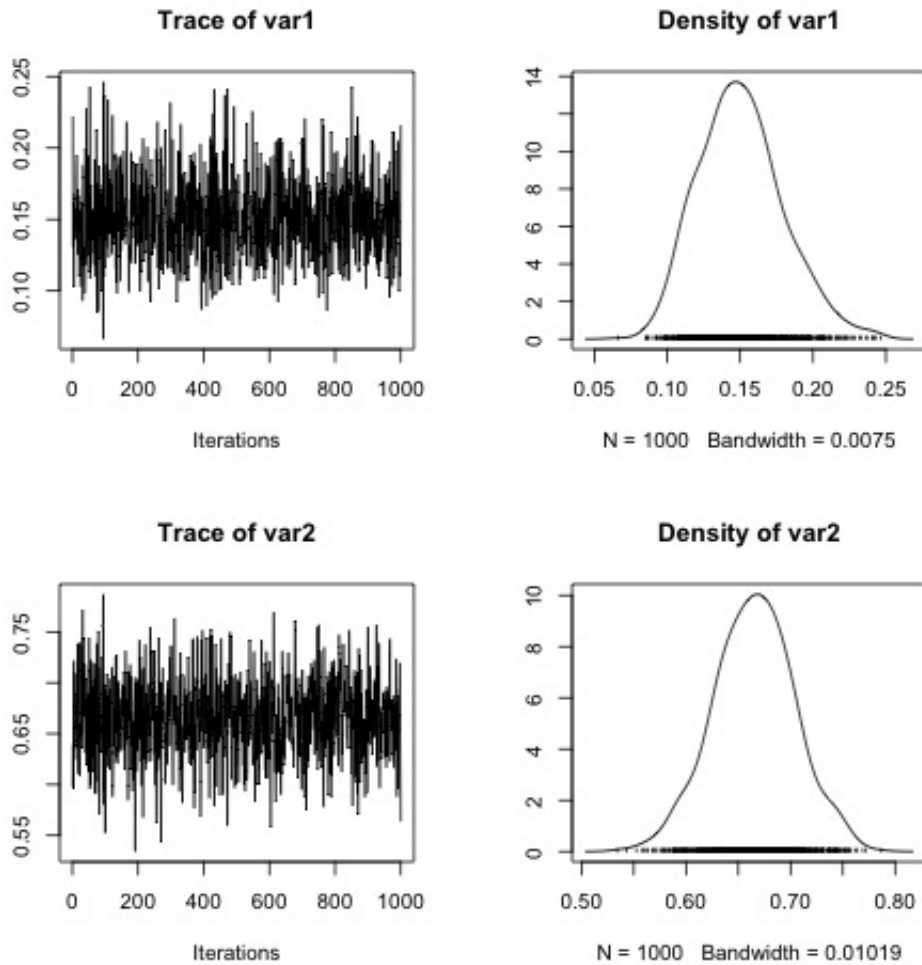 Trace of var1
0.25
0.20
0.15
0.10
0 200 400 600 800 1000
Iterations
Density of var1
14
12
10
8
6
4
2
0
0.05 0.10 0.15 0.20 0.25
N = 1000 Bandwidth = 0.0075
Trace of var2
0.75
0.65
0.55
0 200 400 600 800 1000
Iterations
Density of var2
10
8
6
4
2
0
0.50 0.60 0.70 0.80
N = 1000 Bandwidth = 0.01019